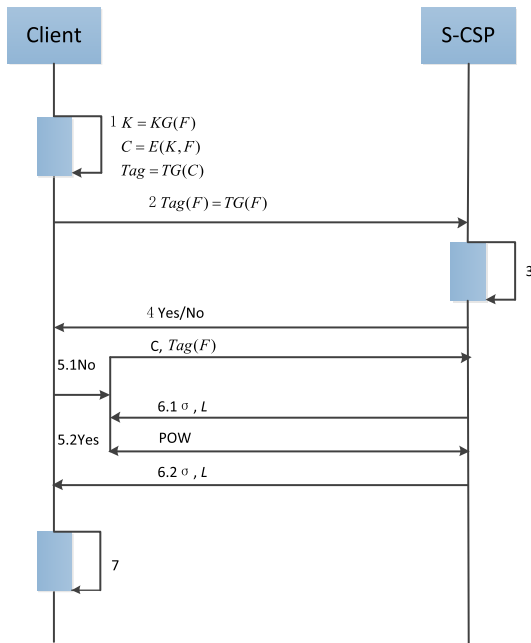 Client
S-CSP
1 K = KG(F)
C = E(K, F)
Tag = TG(C)
2 Tag(F) = TG(F)
3
4 Yes/No
C, Tag(F)
5.1No
6.1 σ , L
5.2Yes
POW
6.2 σ , L
7